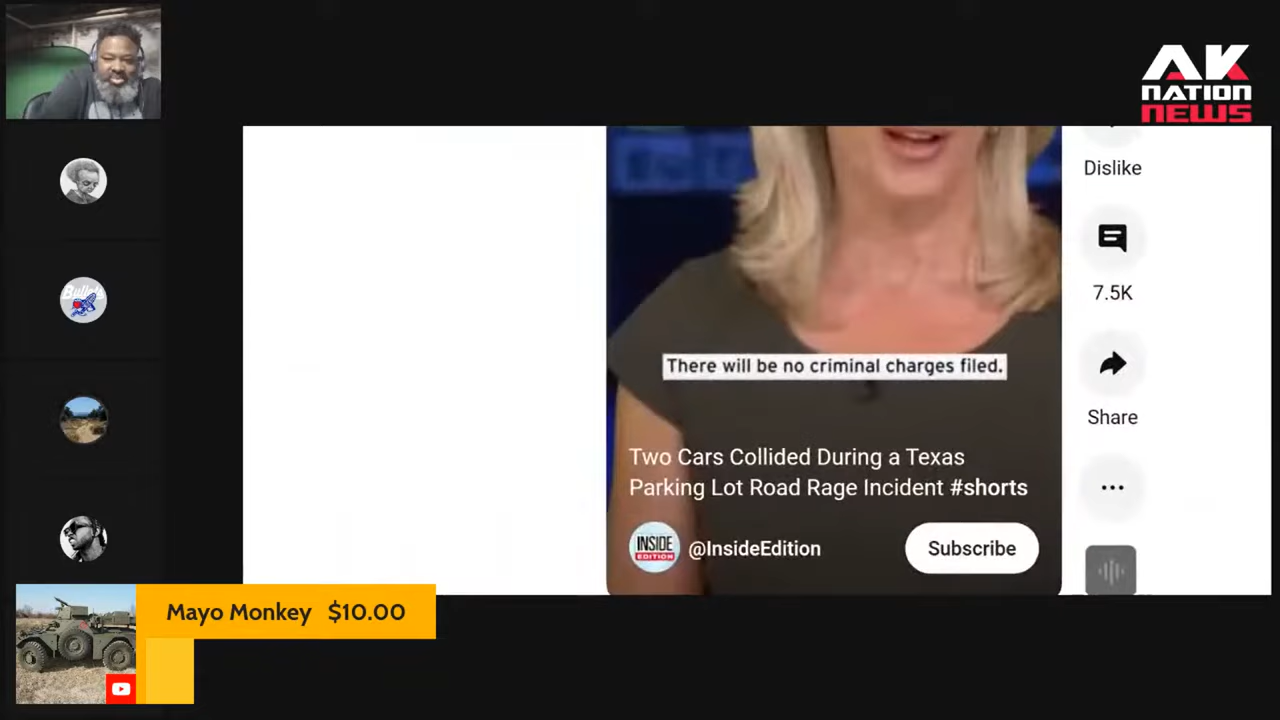 AK
NATION
NEWS
Dislike
7.5K
There will be no criminal charges filed.
Share
Two Cars Collided During a Texas
Parking Lot Road Rage Incident #shorts
INSIDE
EDITION
@InsideEdition
Subscribe
Bullets
Mayo Monkey $10.00